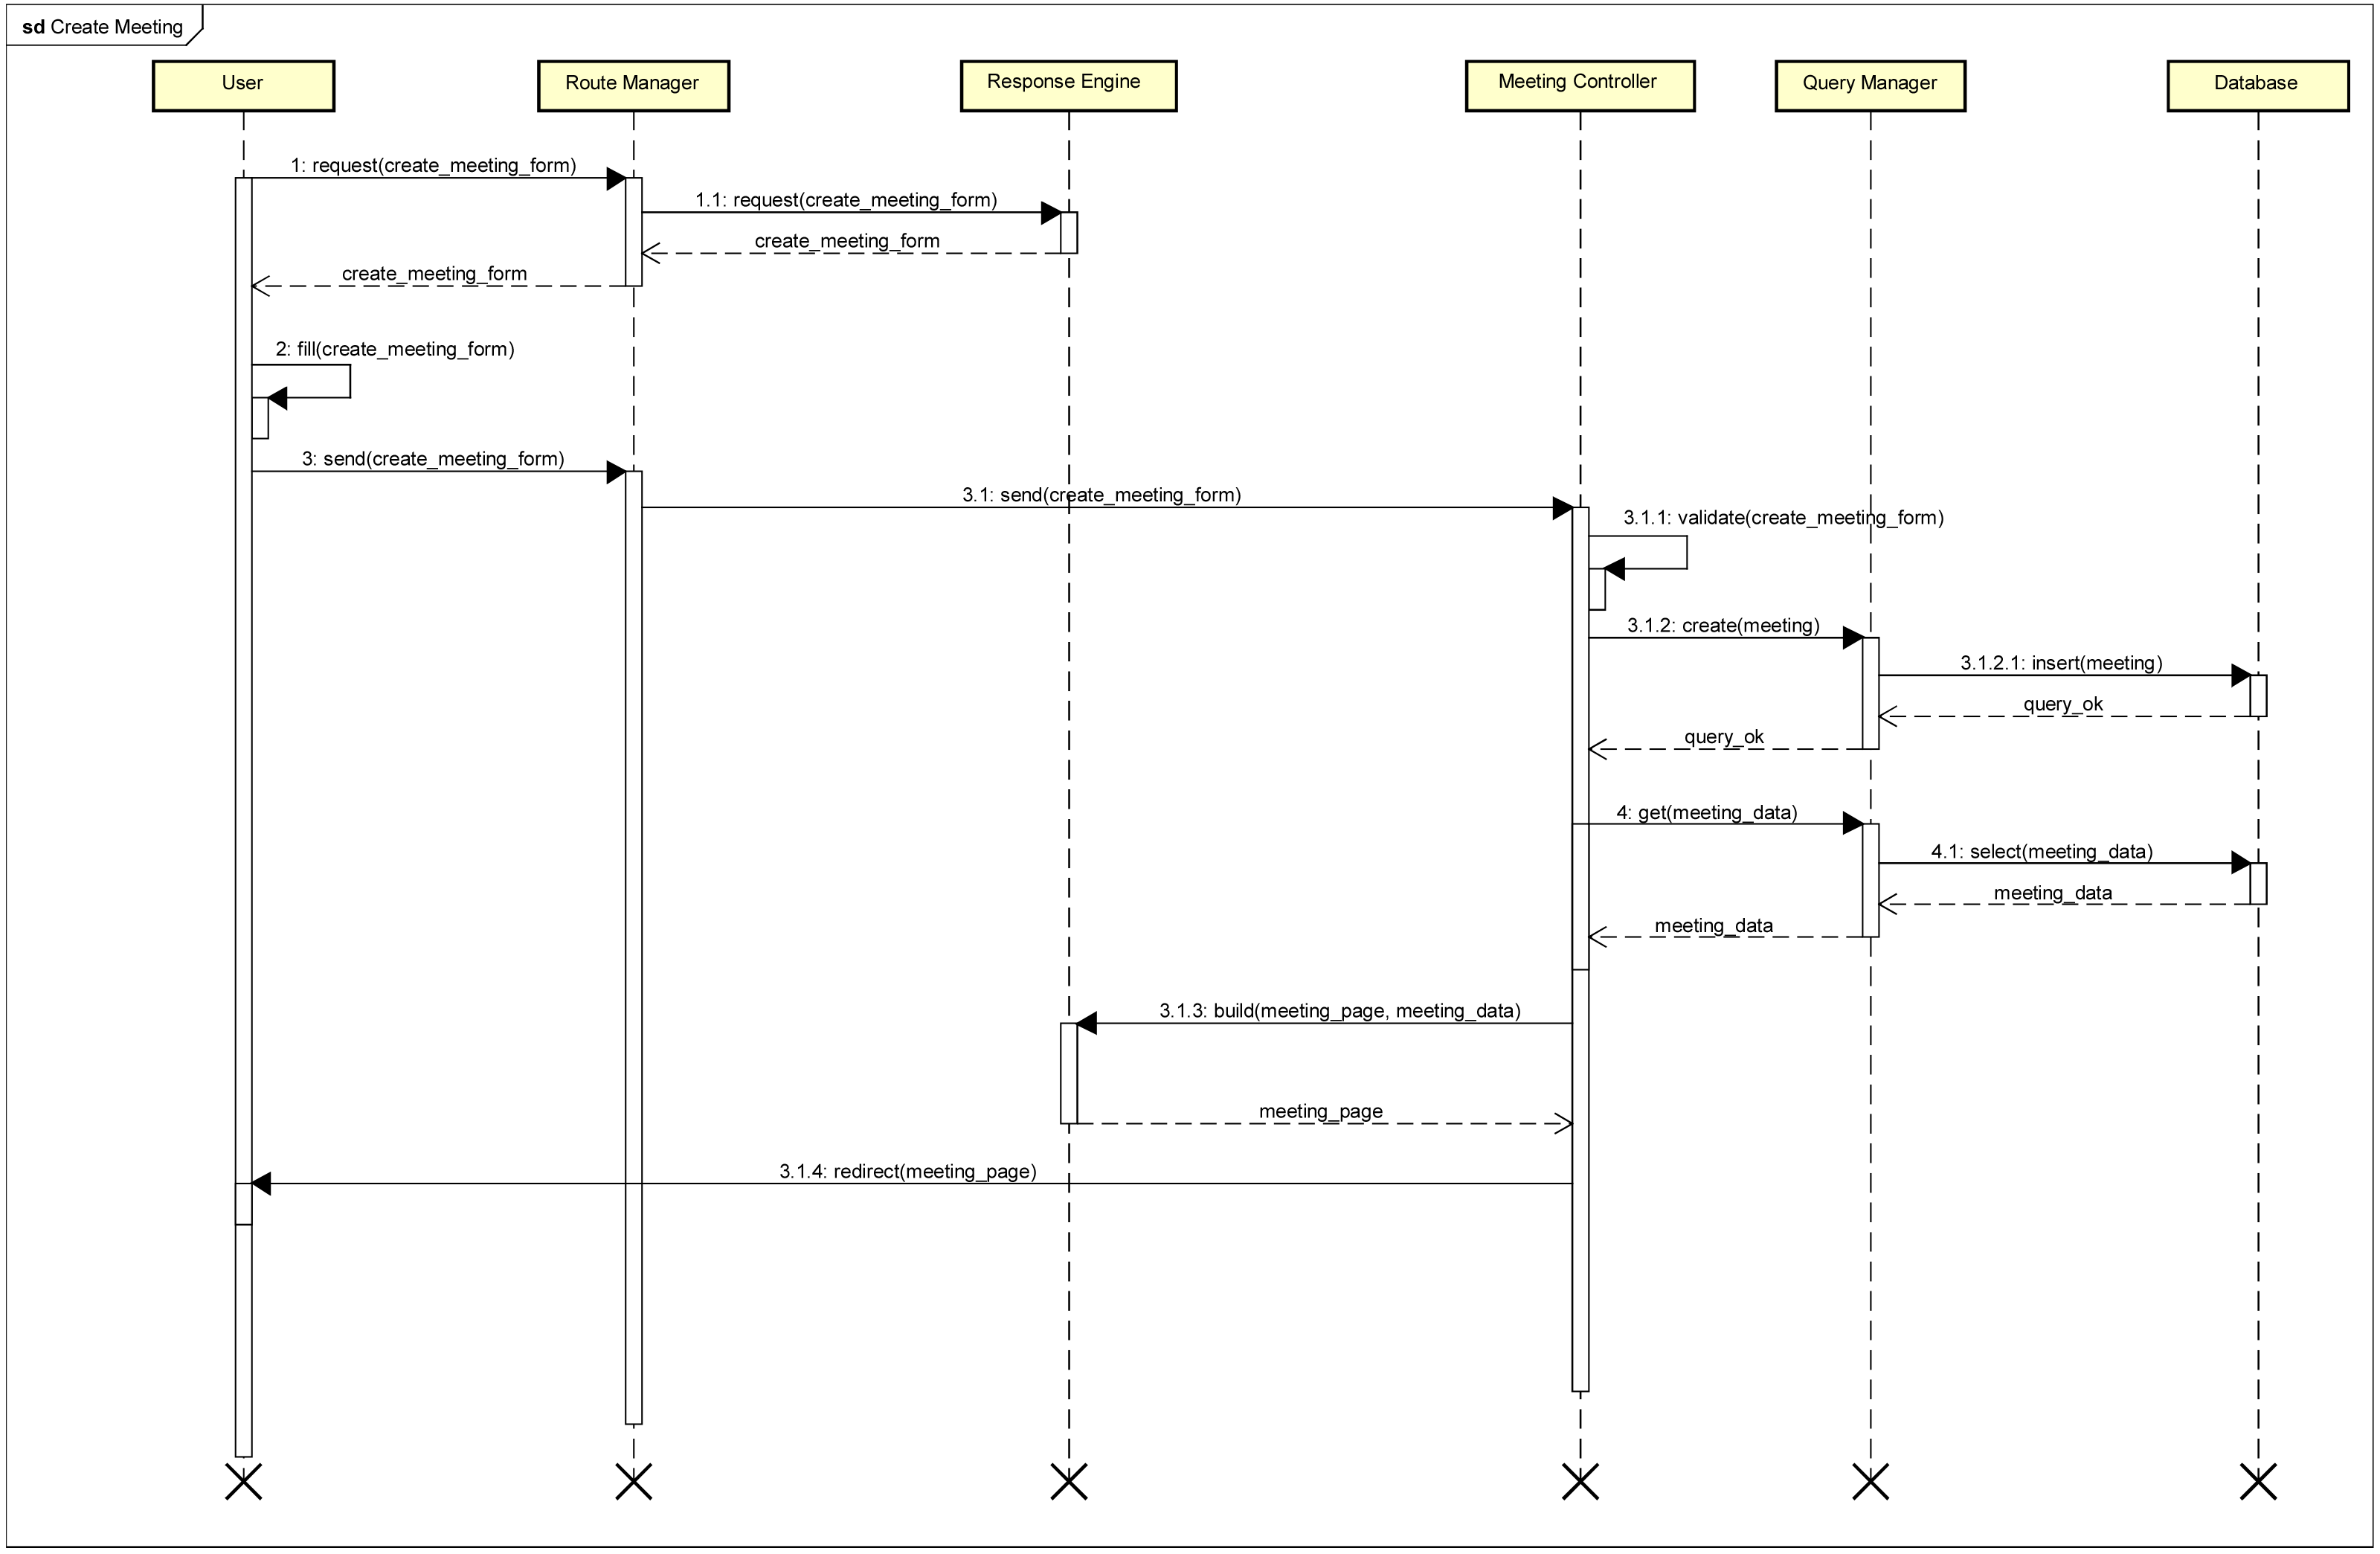 sd Create Meeting
User
Route Manager
Response Engine
Meeting Controller
Query Manager
Database
1: request(create_meeting_form)
1.1: request(create_meeting_form)
create_meeting_form
create_meeting_form
2: fill(create_meeting_form)
3: send(create_meeting_form)
3.1: send(create_meeting_form)
3.1.1: validate(create_meeting_form)
3.1.2: create(meeting)
3.1.2.1: insert(meeting)
query_ok
query_ok
4: get(meeting_data)
4.1: select(meeting_data)
meeting_data
meeting_data
3.1.3: build(meeting_page, meeting_data)
meeting_page
3.1.4: redirect(meeting_page)